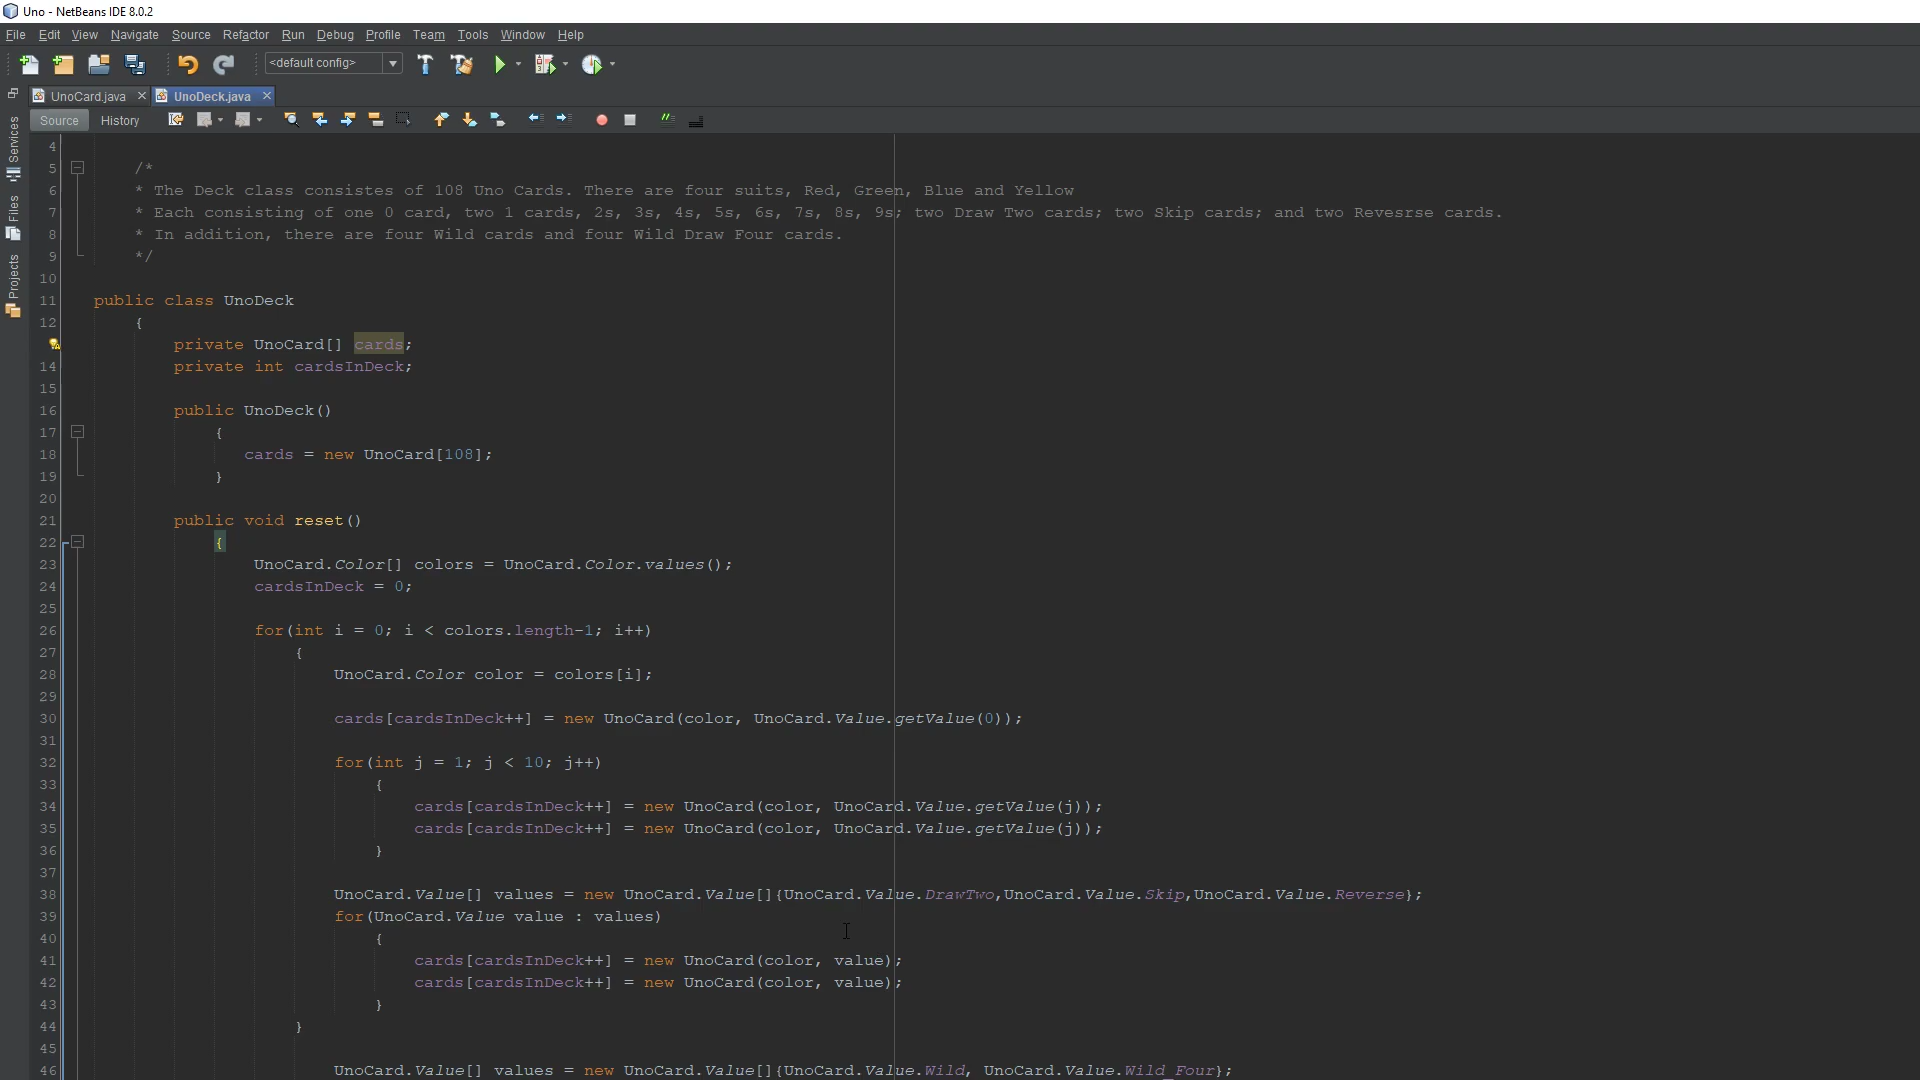 Uno - NetBeans IDE 8.0.2
File Edit View Navigate Source Refactor Run Debug Profile Team Tools Window Help
<default config>
UnoCard.java UnoDeck.java
Source History
Services
Files
Projects
4
5 /*
6 * The Deck class consistes of 108 Uno Cards. There are four suits, Red, Green, Blue and Yellow
7 * Each consisting of one 0 card, two 1 cards, 2s, 3s, 4s, 5s, 6s, 7s, 8s, 9s; two Draw Two cards; two Skip cards; and two Revesrse cards.
8 * In addition, there are four Wild cards and four Wild Draw Four cards.
9 */
10
11 public class UnoDeck
12 {
private UnoCard[] cards;
14 private int cardsInDeck;
15
16 public UnoDeck()
17 {
18 cards = new UnoCard[108];
19 }
20
21 public void reset()
22 {
23 UnoCard.Color[] colors = UnoCard.Color.values();
24 cardsInDeck = 0;
25
26 for(int i = 0; i < colors.length-1; i++)
27 {
28 UnoCard.Color color = colors[i];
29
30 cards[cardsInDeck++] = new UnoCard(color, UnoCard.Value.getValue(0));
31
32 for(int j = 1; j < 10; j++)
33 {
34 cards[cardsInDeck++] = new UnoCard(color, UnoCard.Value.getValue(j));
35 cards[cardsInDeck++] = new UnoCard(color, UnoCard.Value.getValue(j));
36 }
37
38 UnoCard.Value[] values = new UnoCard.Value[]{UnoCard.Value.DrawTwo,UnoCard.Value.Skip,UnoCard.Value.Reverse};
39 for(UnoCard.Value value : values)
40 {
41 cards[cardsInDeck++] = new UnoCard(color, value);
42 cards[cardsInDeck++] = new UnoCard(color, value);
43 }
44 }
45
46 UnoCard.Value[] values = new UnoCard.Value[]{UnoCard.Value.Wild, UnoCard.Value.Wild_Four};